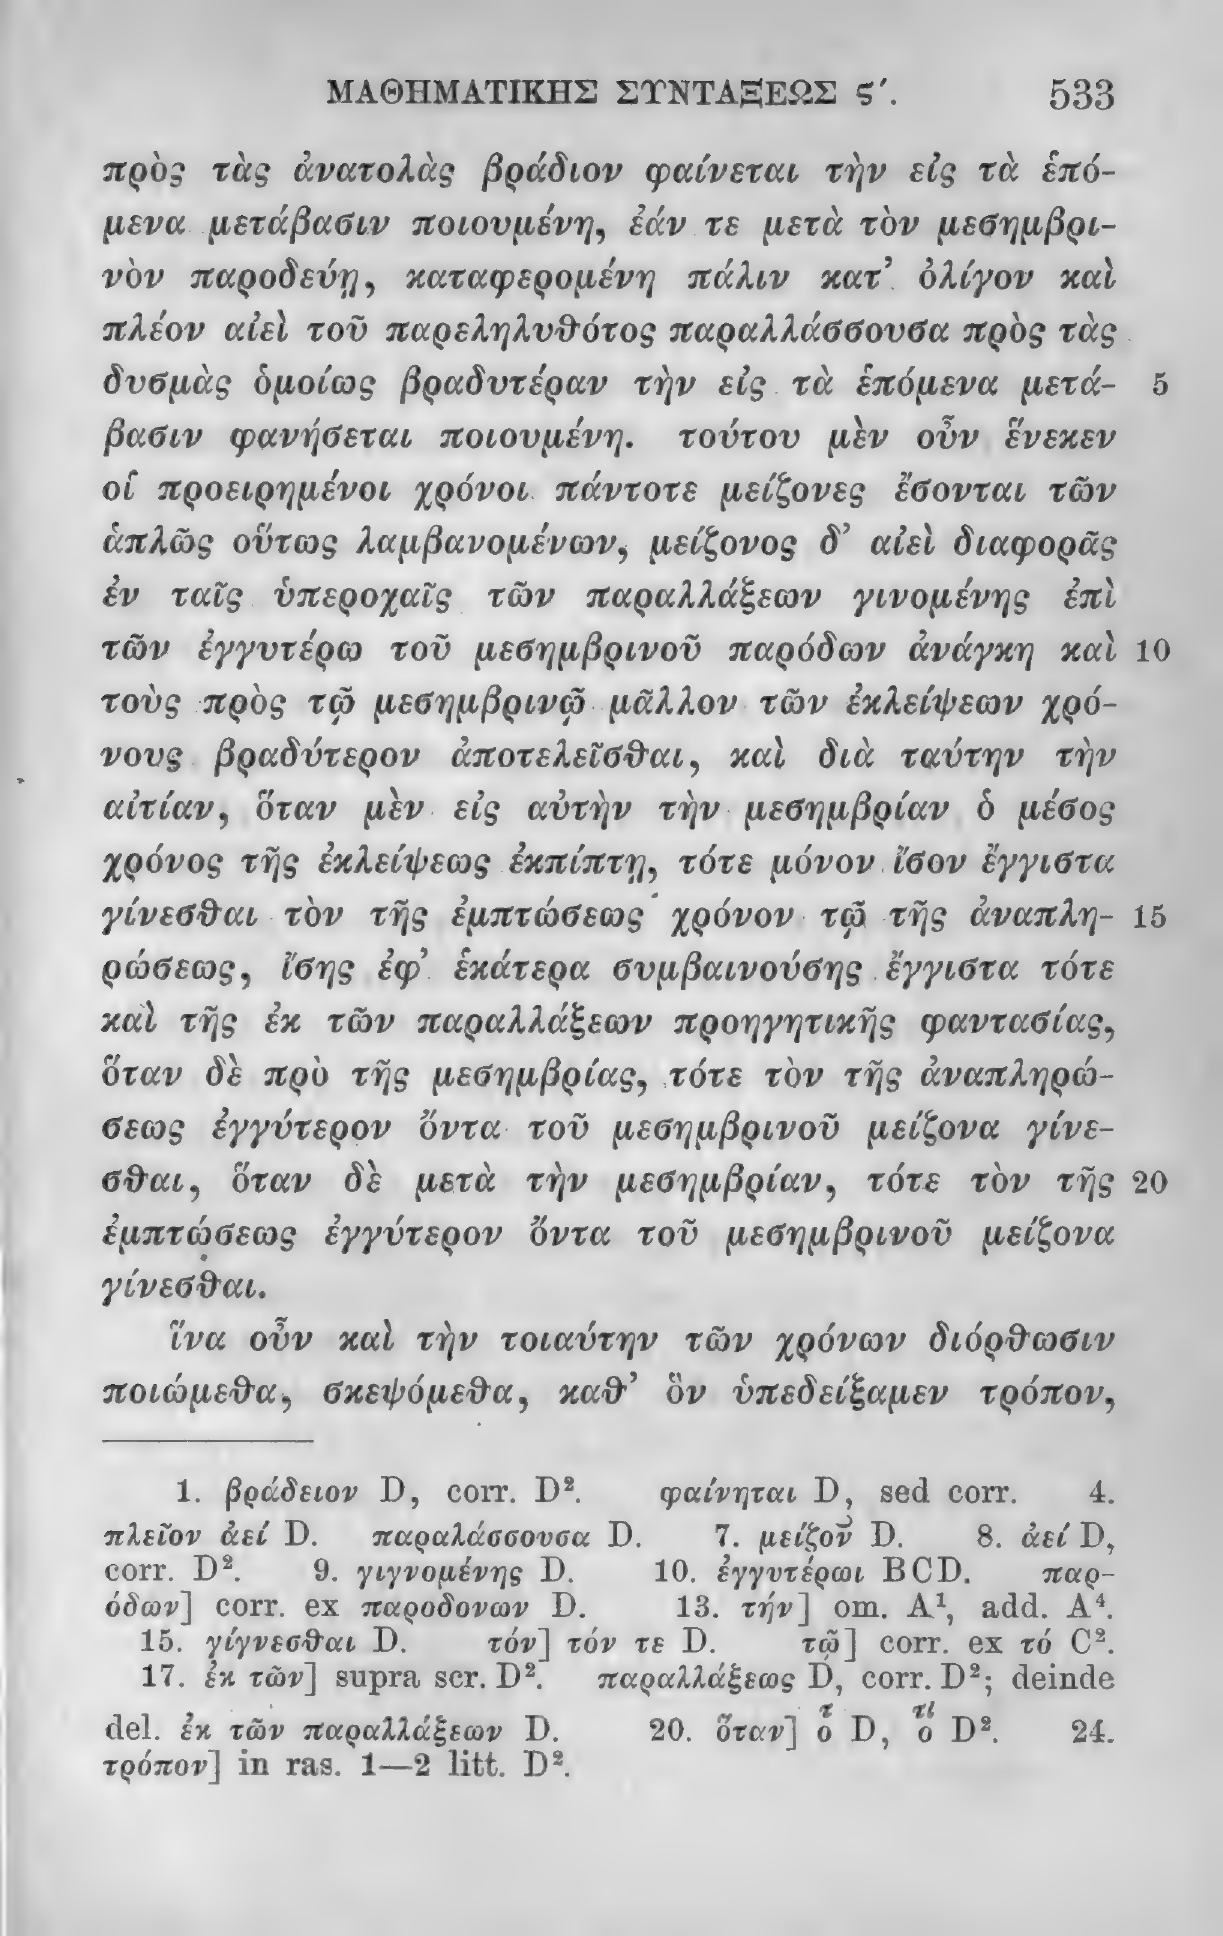 ΜΑΘΗΜΑΤΙΚΗΣ ΣΥΝΤΑΞΕΩΣ ϛʹ. 533
πρὸς τὰς ἀνατολὰς βράδιον φαίνεται τὴν εἰς τὰ ἑπό-
μενα μετάβασιν ποιουμένη, ἐάν τε μετὰ τὸν μεσημβρι-
νὸν παροδεύῃ, καταφερομένη πάλιν κατ’ ὀλίγον καὶ
πλέον αἰεὶ τοῦ παρεληλυθότος παραλλάσσουσα πρὸς τὰς
δυσμὰς ὁμοίως βραδυτέραν τὴν εἰς τὰ ἑπόμενα μετά- 5
βασιν φανήσεται ποιουμένη. τούτου μὲν οὖν ἕνεκεν
οἱ προειρημένοι χρόνοι πάντοτε μείζονες ἔσονται τῶν
ἁπλῶς οὕτως λαμβανομένων, μείζονος δ’ αἰεὶ διαφορᾶς
ἐν ταῖς ὑπεροχαῖς τῶν παραλλάξεων γινομένης ἐπὶ
τῶν ἐγγυτέρω τοῦ μεσημβρινοῦ παρόδων ἀνάγκη καὶ 10
τοὺς πρὸς τῷ μεσημβρινῷ μᾶλλον τῶν ἐκλείψεων χρό-
νους βραδύτερον ἀποτελεῖσθαι, καὶ διὰ ταύτην τὴν
αἰτίαν, ὅταν μὲν εἰς αὐτὴν τὴν μεσημβρίαν ὁ μέσος
χρόνος τῆς ἐκλείψεως ἐκπίπτῃ, τότε μόνον ἴσον ἔγγιστα
γίνεσθαι τὸν τῆς ἐμπτώσεως χρόνον τῷ τῆς ἀναπλη- 15
ρώσεως, ἴσης ἐφ’ ἑκάτερα συμβαινούσης ἔγγιστα τότε
καὶ τῆς ἐκ τῶν παραλλάξεων προηγητικῆς φαντασίας,
ὅταν δὲ πρὸ τῆς μεσημβρίας, τότε τὸν τῆς ἀναπληρώ-
σεως ἐγγύτερον ὄντα τοῦ μεσημβρινοῦ μείζονα γίνε-
σθαι, ὅταν δὲ μετὰ τὴν μεσημβρίαν, τότε τὸν τῆς 20
ἐμπτώσεως ἐγγύτερον ὄντα τοῦ μεσημβρινοῦ μείζονα
γίνεσθαι.
ἵνα οὖν καὶ τὴν τοιαύτην τῶν χρόνων διόρθωσιν
ποιώμεθα, σκεψόμεθα, καθ’ ὃν ὑπεδείξαμεν τρόπον,
1. βράδειον D, corr. D². φαίνηται D, sed corr. 4.
πλεῖον ἀεί D. παραλάσσουσα D. 7. μείζον̉ D. 8. ἀεί D,
corr. D². 9. γιγνομένης D. 10. ἐγγυτέρωι BCD. παρ-
όδων] corr. ex παροδονων D. 13. τήν] om. A¹, add. A⁴.
15. γίγνεσθαι D. τόν] τόν τε D. τῷ] corr. ex τό C².
17. ἐκ τῶν] supra scr. D². παραλλάξεως D, corr. D²; deinde
del. ἐκ τῶν παραλλάξεων D. 20. ὅταν] ο^τ D, ο^τι D². 24.
τρόπον] in ras. 1—2 litt. D².